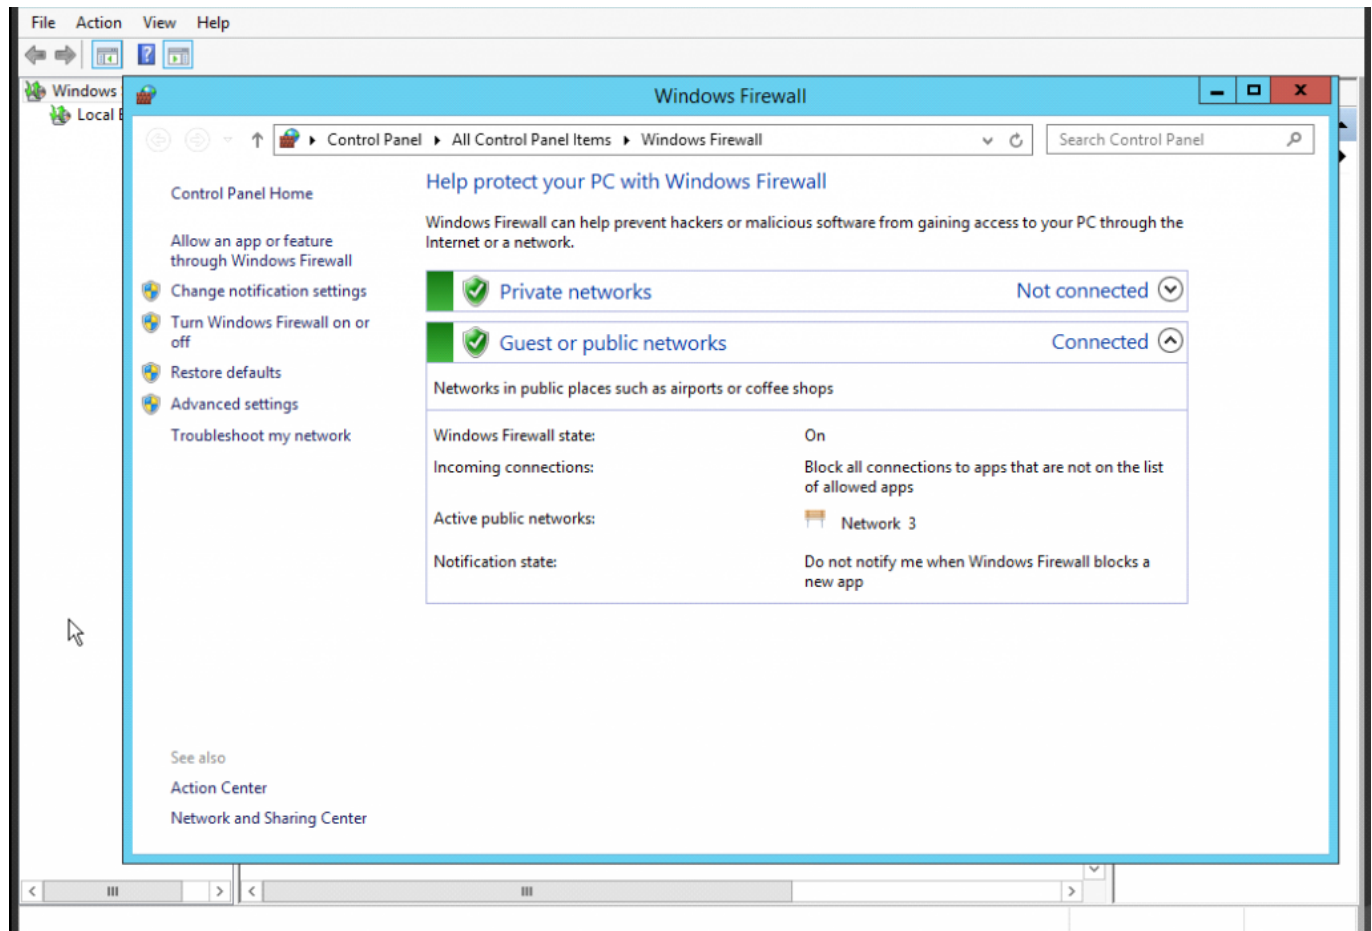 File Action View Help
Windows
Local
Windows Firewall
Control Panel All Control Panel Items Windows Firewall
Search Control Panel
Control Panel Home
Allow an app or feature
through Windows Firewall
Change notification settings
Turn Windows Firewall on or
off
Restore defaults
Advanced settings
Troubleshoot my network
See also
Action Center
Network and Sharing Center
Help protect your PC with Windows Firewall
Windows Firewall can help prevent hackers or malicious software from gaining access to your PC through the
Internet or a network.
Private networks Not connected
Guest or public networks Connected
Networks in public places such as airports or coffee shops
Windows Firewall state: On
Incoming connections: Block all connections to apps that are not on the list
of allowed apps
Active public networks: Network 3
Notification state: Do not notify me when Windows Firewall blocks a
new app